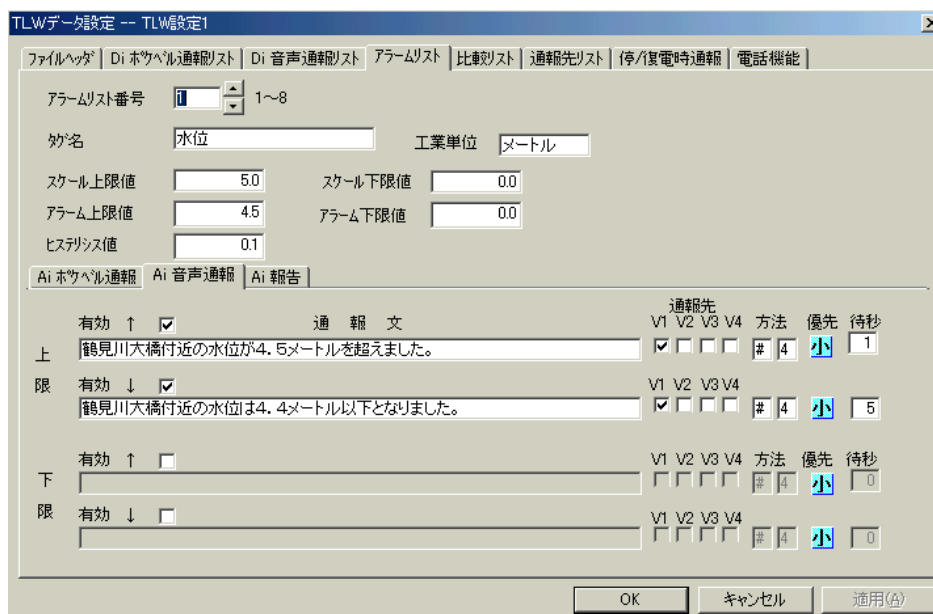 TLWデータ設定 -- TLW設定1
ファイルヘッダ Di ポケベル通報リスト Di 音声通報リスト アラームリスト 比較リスト 通報先リスト 停/復電時通報 電話機能
アラームリスト番号 1 1～8
タグ名 水位 工業単位 メートル
スケール上限値 5.0 スケール下限値 0.0
アラーム上限値 4.5 アラーム下限値 0.0
ヒステリシス値 0.1
Ai ポケベル通報 Ai 音声通報 Ai 報告
通報先
有効 ↑ 通 報 文 V1 V2 V3 V4 方法 優先 待秒
上 鶴見川大橋付近の水位が4.5メートルを超えました。 # 4 小 1
限 有効 ↓ V1 V2 V3 V4
鶴見川大橋付近の水位は4.4メートル以下となりました。 # 4 小 5
有効 ↑ V1 V2 V3 V4 方法 優先 待秒
下 # 4 小 0
限 有効 ↓ V1 V2 V3 V4
# 4 小 0
OK キャンセル 適用(A)